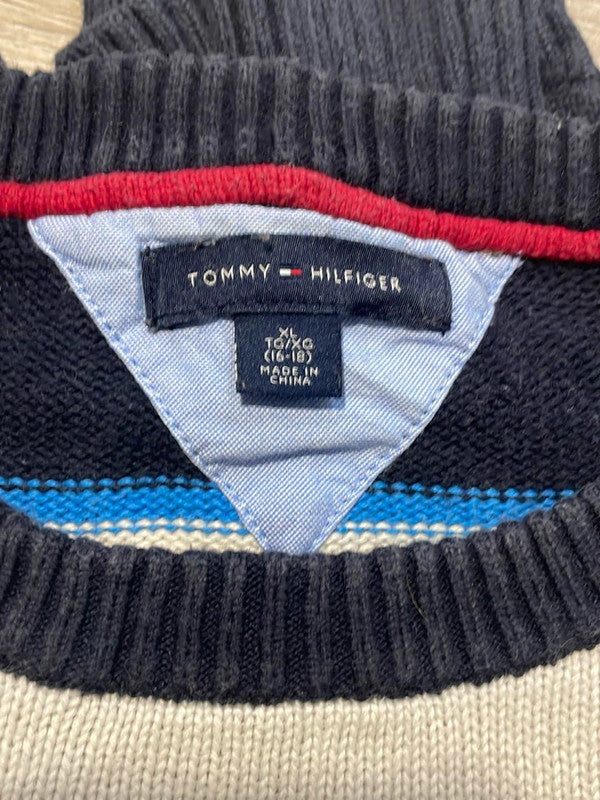 TOMMY HILFIGER
XL
TG/XG
(16-18)
MADE IN
CHINA